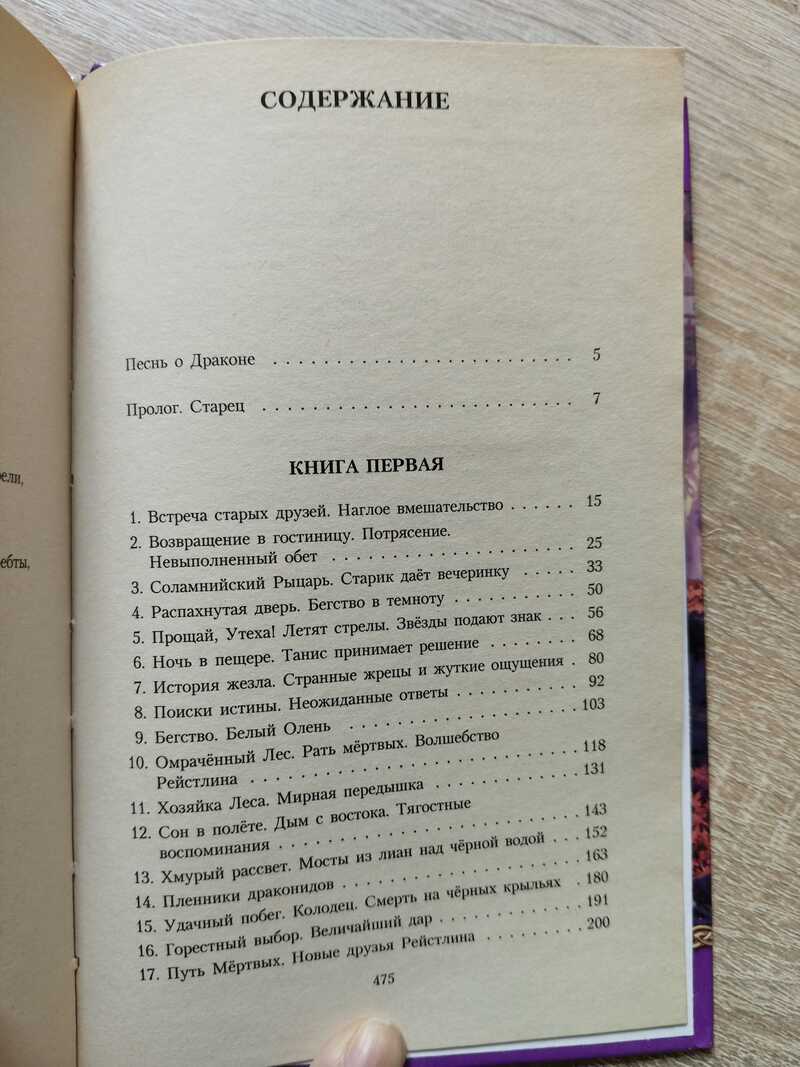 СОДЕРЖАНИЕ
Песнь о Драконе . . . . . . . . . . . . . . . . . . . . . . . . . 5
Пролог. Старец . . . . . . . . . . . . . . . . . . . . . . . . . . 7
КНИГА ПЕРВАЯ
1. Встреча старых друзей. Наглое вмешательство . . . . . . 15
2. Возвращение в гостиницу. Потрясение.
Невыполненный обет . . . . . . . . . . . . . . . . . . . . . 25
3. Соламнийский Рыцарь. Старик даёт вечеринку . . . . . 33
4. Распахнутая дверь. Бегство в темноту . . . . . . . . . . . 50
5. Прощай, Утеха! Летят стрелы. Звёзды подают знак . . . 56
6. Ночь в пещере. Танис принимает решение . . . . . . . . 68
7. История жезла. Странные жрецы и жуткие ощущения . 80
8. Поиски истины. Неожиданные ответы . . . . . . . . . . . 92
9. Бегство. Белый Олень . . . . . . . . . . . . . . . . . . . . 103
10. Омрачённый Лес. Рать мёртвых. Волшебство
Рейстлина . . . . . . . . . . . . . . . . . . . . . . . . . . . 118
11. Хозяйка Леса. Мирная передышка . . . . . . . . . . . . 131
12. Сон в полёте. Дым с востока. Тягостные
воспоминания . . . . . . . . . . . . . . . . . . . . . . . . . 143
13. Хмурый рассвет. Мосты из лиан над чёрной водой . . . 152
14. Пленники драконидов . . . . . . . . . . . . . . . . . . . 163
15. Удачный побег. Колодец. Смерть на чёрных крыльях . 180
16. Горестный выбор. Величайший дар . . . . . . . . . . . . 191
17. Путь Мёртвых. Новые друзья Рейстлина . . . . . . . . . 200
475
ебты,